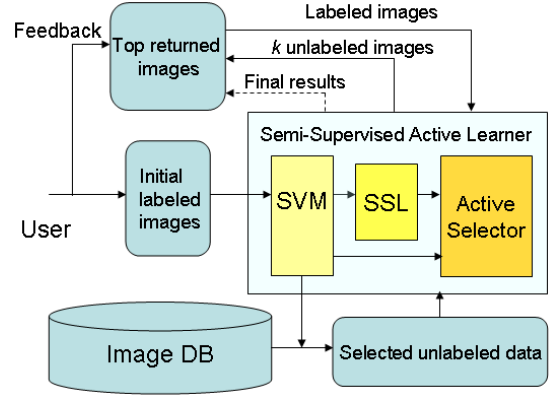 Labeled images
Feedback
Top returned
images
k unlabeled images
Final results
Semi-Supervised Active Learner
Initial
labeled
images
SVM
SSL
Active
Selector
User
Image DB
Selected unlabeled data